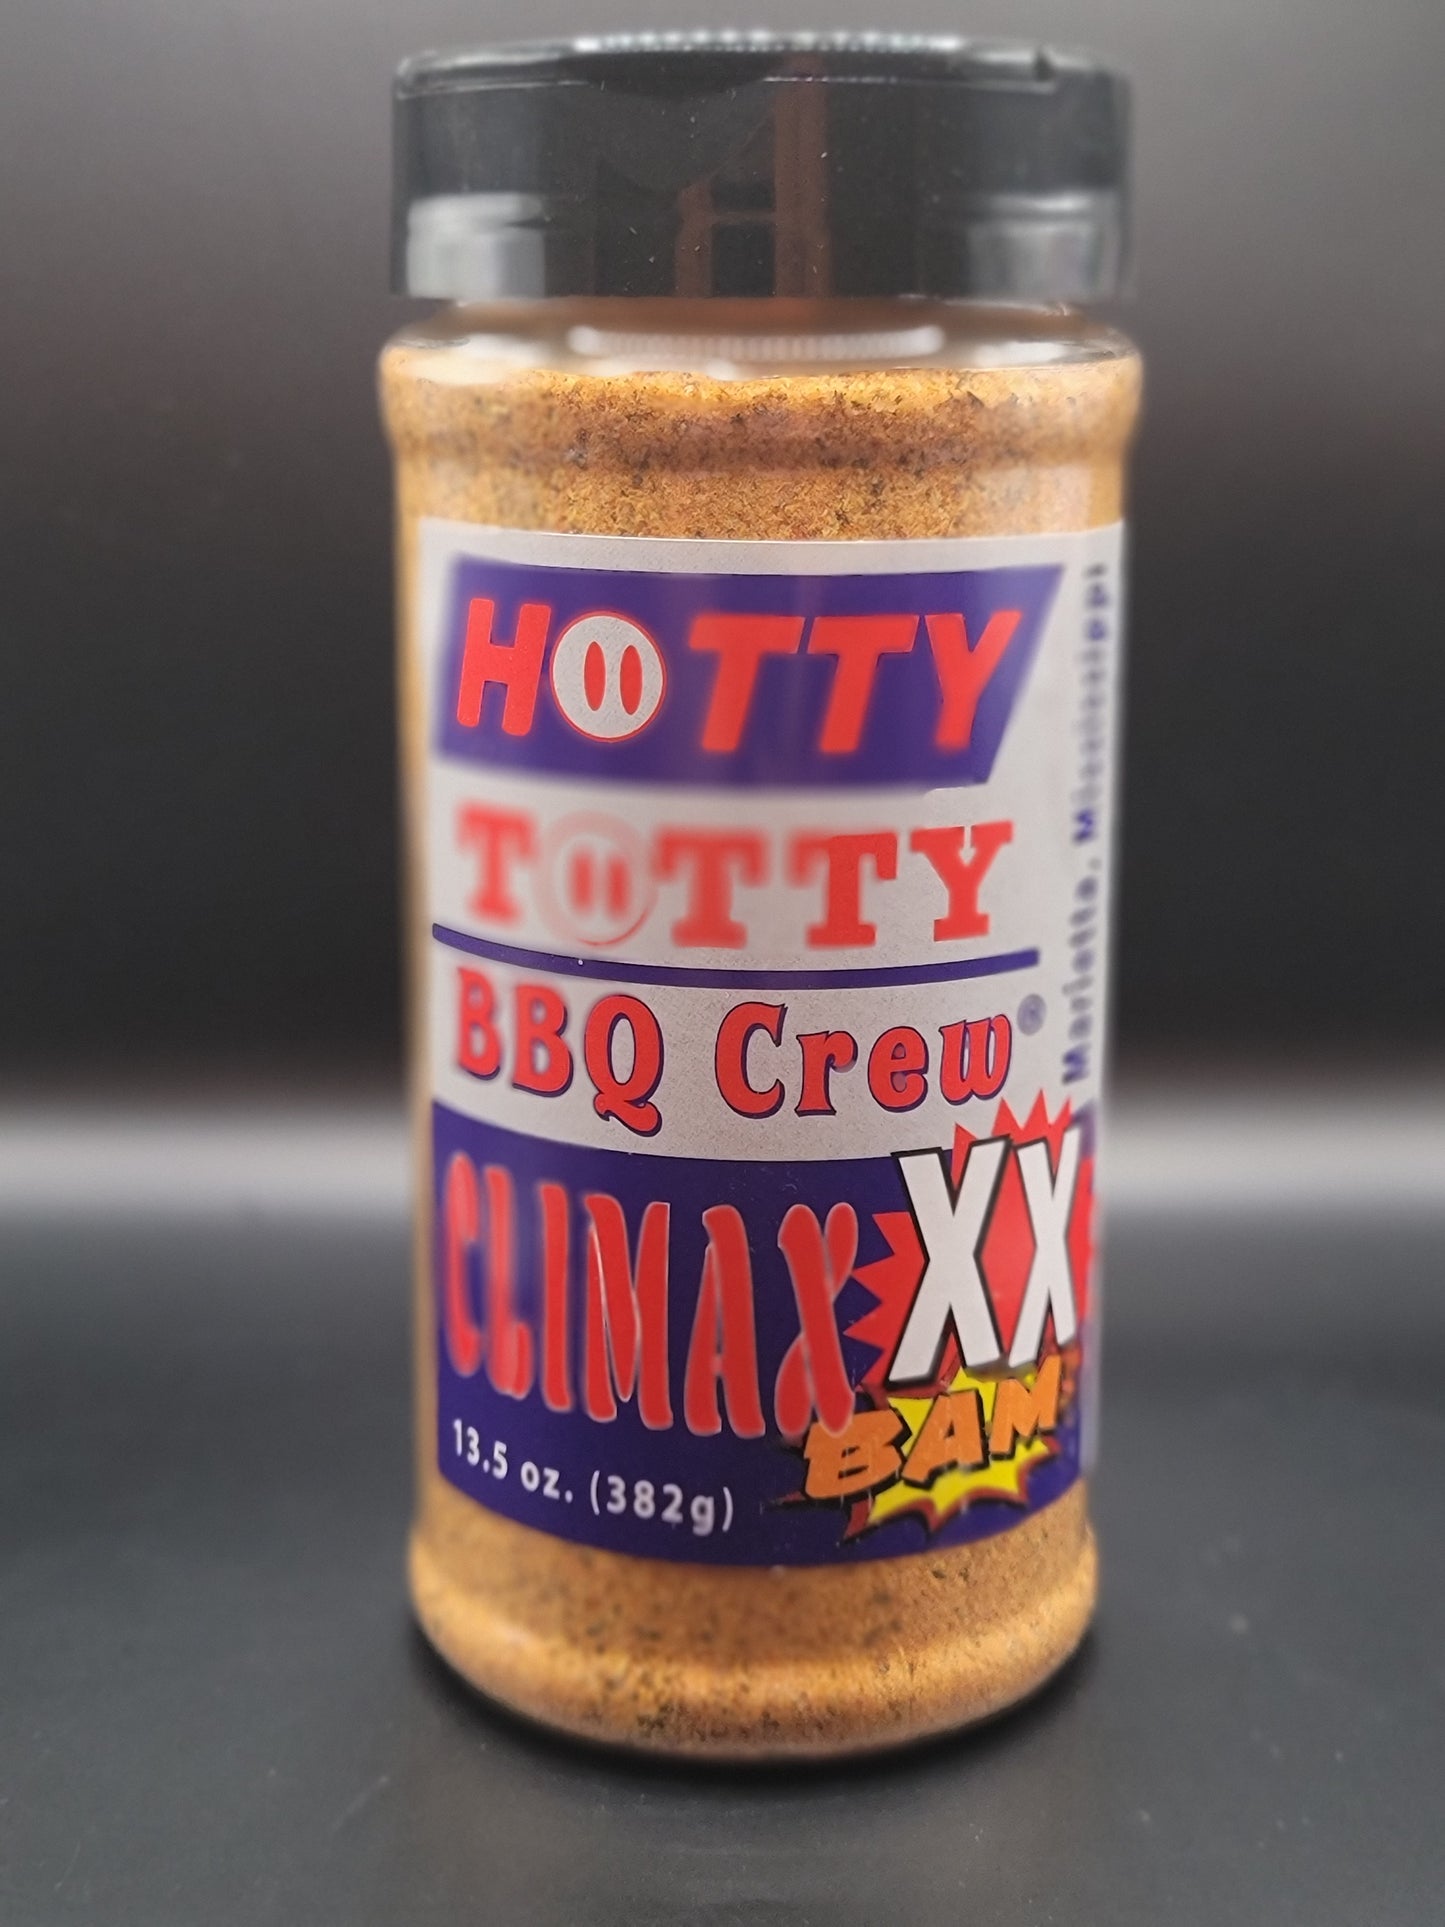 HOTTY
TOTTY
BBQ Crew®
CLIMAX XX
BAM
13.5 oz. (382g)
Marietta, Mississippi